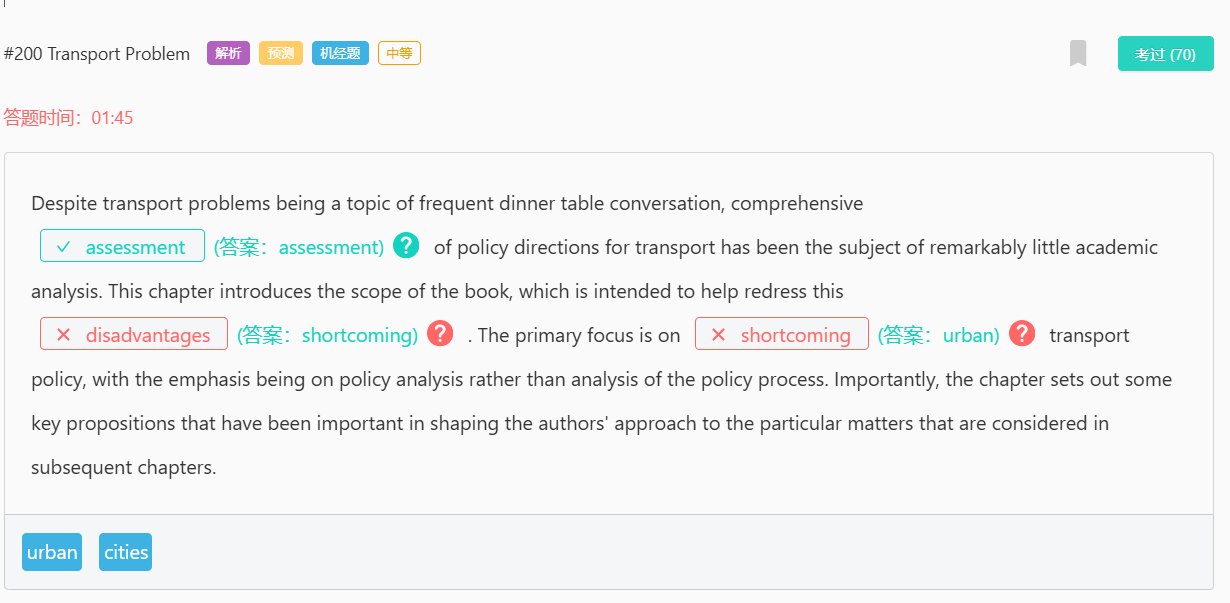 #200 Transport Problem 解析 预测 机经题 中等 考过 (70)
答题时间：01:45
Despite transport problems being a topic of frequent dinner table conversation, comprehensive
✓ assessment (答案：assessment) ? of policy directions for transport has been the subject of remarkably little academic
analysis. This chapter introduces the scope of the book, which is intended to help redress this
✕ disadvantages (答案：shortcoming) ? . The primary focus is on ✕ shortcoming (答案：urban) ? transport
policy, with the emphasis being on policy analysis rather than analysis of the policy process. Importantly, the chapter sets out some
key propositions that have been important in shaping the authors' approach to the particular matters that are considered in
subsequent chapters.
urban cities